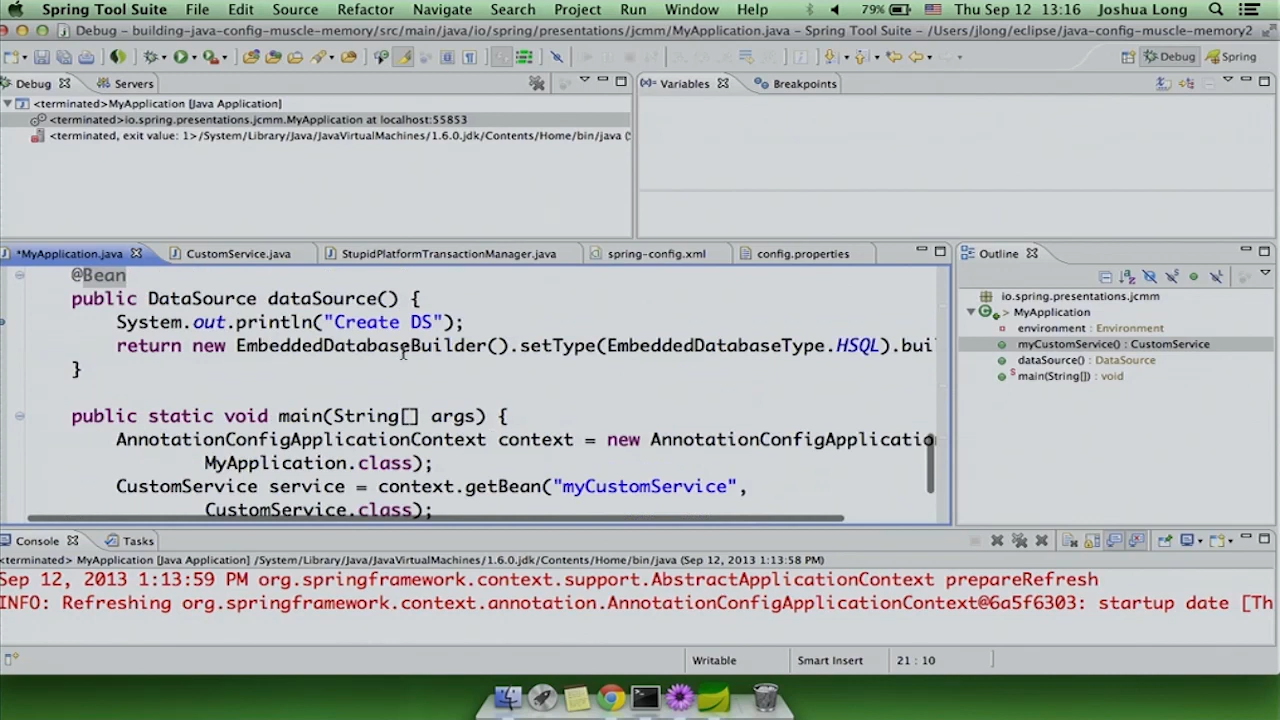 Spring Tool Suite File Edit Source Refactor Navigate Search Project Run Window Help 79% Thu Sep 12 13:16 Joshua Long
Debug - building-java-config-muscle-memory/src/main/java/io/spring/presentations/jcmm/MyApplication.java - Spring Tool Suite - /Users/jlong/eclipse/java-config-muscle-memory2
Debug Spring
Debug Servers
<terminated>MyApplication [Java Application]
<terminated>io.spring.presentations.jcmm.MyApplication at localhost:55853
<terminated, exit value: 1>/System/Library/Java/JavaVirtualMachines/1.6.0.jdk/Contents/Home/bin/java (S
Variables Breakpoints
*MyApplication.java CustomService.java StupidPlatformTransactionManager.java spring-config.xml config.properties
@Bean
public DataSource dataSource() {
System.out.println("Create DS");
return new EmbeddedDatabaseBuilder().setType(EmbeddedDatabaseType.HSQL).buil
}
public static void main(String[] args) {
AnnotationConfigApplicationContext context = new AnnotationConfigApplicatio
MyApplication.class);
CustomService service = context.getBean("myCustomService",
CustomService.class);
Outline
io.spring.presentations.jcmm
> MyApplication
environment : Environment
myCustomService() : CustomService
dataSource() : DataSource
main(String[]) : void
Console Tasks
<terminated> MyApplication [Java Application] /System/Library/Java/JavaVirtualMachines/1.6.0.jdk/Contents/Home/bin/java (Sep 12, 2013 1:13:58 PM)
Sep 12, 2013 1:13:59 PM org.springframework.context.support.AbstractApplicationContext prepareRefresh
INFO: Refreshing org.springframework.context.annotation.AnnotationConfigApplicationContext@6a5f6303: startup date [Th
Writable Smart Insert 21 : 10